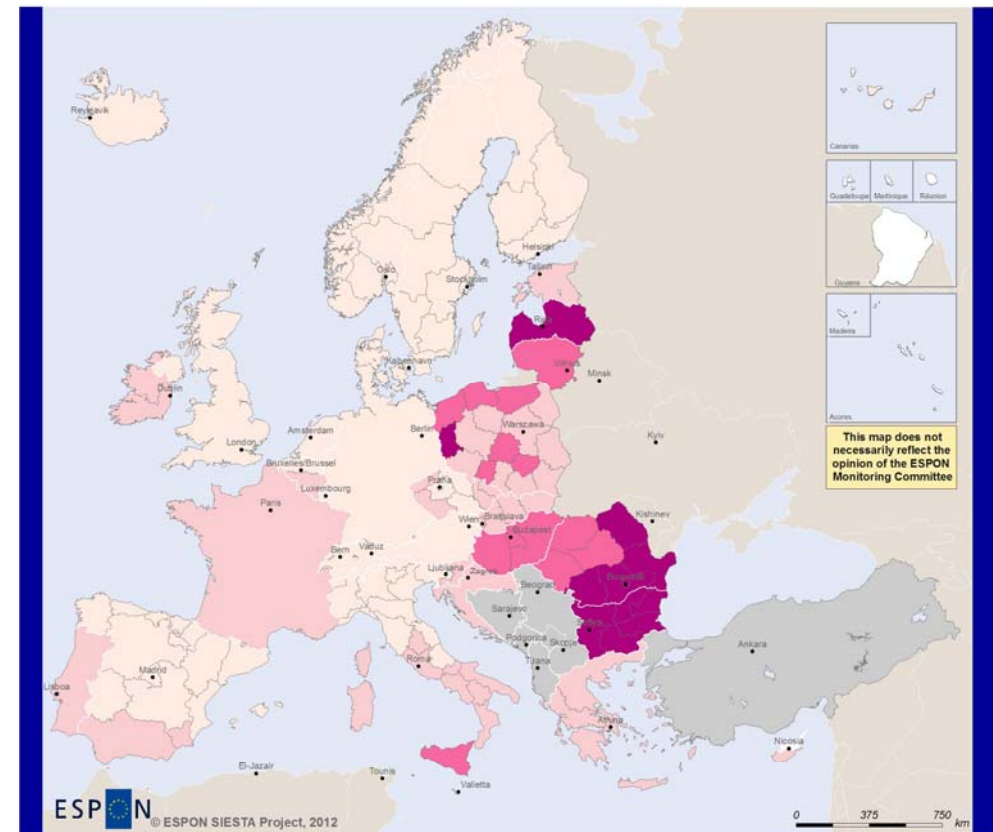 Reykjavik
Canarias
Guadeloupe
Martinique
Réunion
Guyane
Madeira
Acores
This map does not
necessarily reflect the
opinion of the ESPON
Monitoring Committee
Helsinki
Oslo
Tallinn
Stockholm
Riga
København
Vilnius
Minsk
Dublin
Amsterdam
Berlin
Warszawa
London
Kyiv
Bruxelles/Brussel
Luxembourg
Praha
Paris
Wien
Bratislava
Kishinev
Budapest
Bern
Vaduz
Ljubljana
Zagreb
Beograd
Bucuresti
Sarajevo
Podgorica
Skopje
Sofiya
Ankara
Roma
Tirana
Madrid
Lisboa
Athina
Nicosia
El-Jazair
Tounis
Valletta
ESPON
© ESPON SIESTA Project, 2012
0 375 750
km